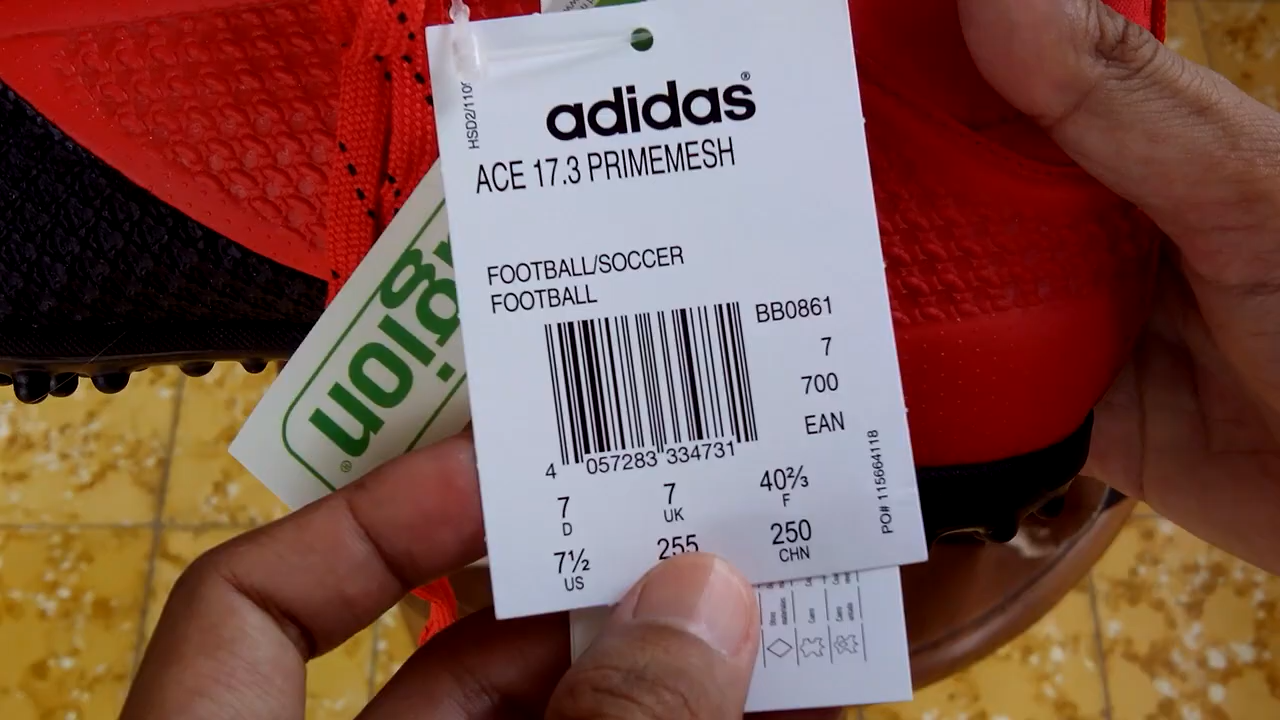 adidas®
HSD2/110
ACE 17.3 PRIMEMESH
FOOTBALL/SOCCER
FOOTBALL
BB0861
7
700
EAN
4 057283 334731
7 7 40⅔
D UK F
7½ 255 250
US CHN
PO# 115664118